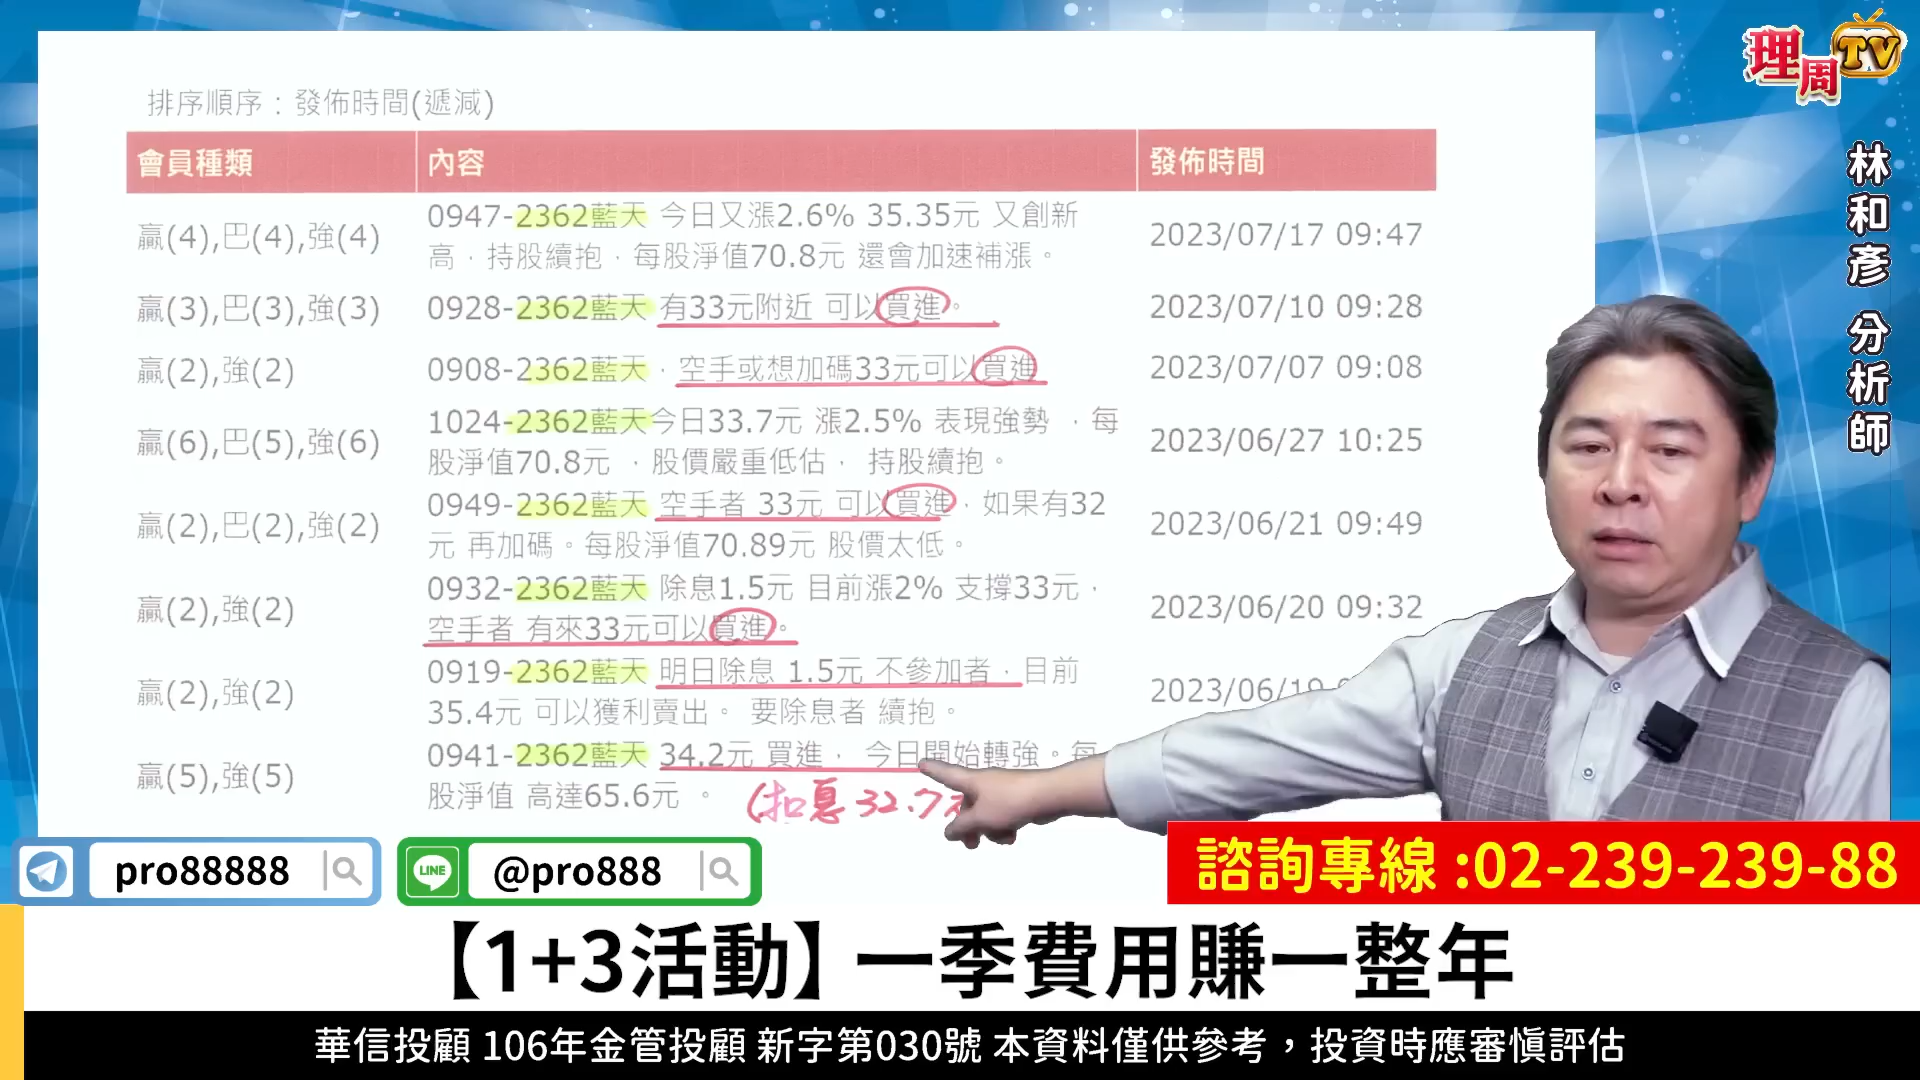 理周TV
林和彥 分析師
排序順序：發佈時間(遞減)
會員種類 內容 發佈時間
贏(4),巴(4),強(4)
0947-2362藍天 今日又漲2.6% 35.35元 又創新
高，持股續抱，每股淨值70.8元 還會加速補漲。
2023/07/17 09:47
贏(3),巴(3),強(3)
0928-2362藍天 有33元附近 可以買進。
2023/07/10 09:28
贏(2),強(2)
0908-2362藍天，空手或想加碼33元可以買進
2023/07/07 09:08
贏(6),巴(5),強(6)
1024-2362藍天今日33.7元 漲2.5% 表現強勢 ，每
股淨值70.8元 ，股價嚴重低估， 持股續抱。
2023/06/27 10:25
贏(2),巴(2),強(2)
0949-2362藍天 空手者 33元 可以買進，如果有32
元 再加碼。每股淨值70.89元 股價太低。
2023/06/21 09:49
贏(2),強(2)
0932-2362藍天 除息1.5元 目前漲2% 支撐33元，
空手者 有來33元可以買進。
2023/06/20 09:32
贏(2),強(2)
0919-2362藍天 明日除息 1.5元 不參加者，目前
35.4元 可以獲利賣出。 要除息者 續抱。
2023/06/19
贏(5),強(5)
0941-2362藍天 34.2元 買進， 今日開始轉強。每
股淨值 高達65.6元 。
(扣息 32.7
pro88888
LINE
@pro888
諮詢專線:02-239-239-88
【1+3活動】一季費用賺一整年
華信投顧 106年金管投顧 新字第030號 本資料僅供參考，投資時應審慎評估